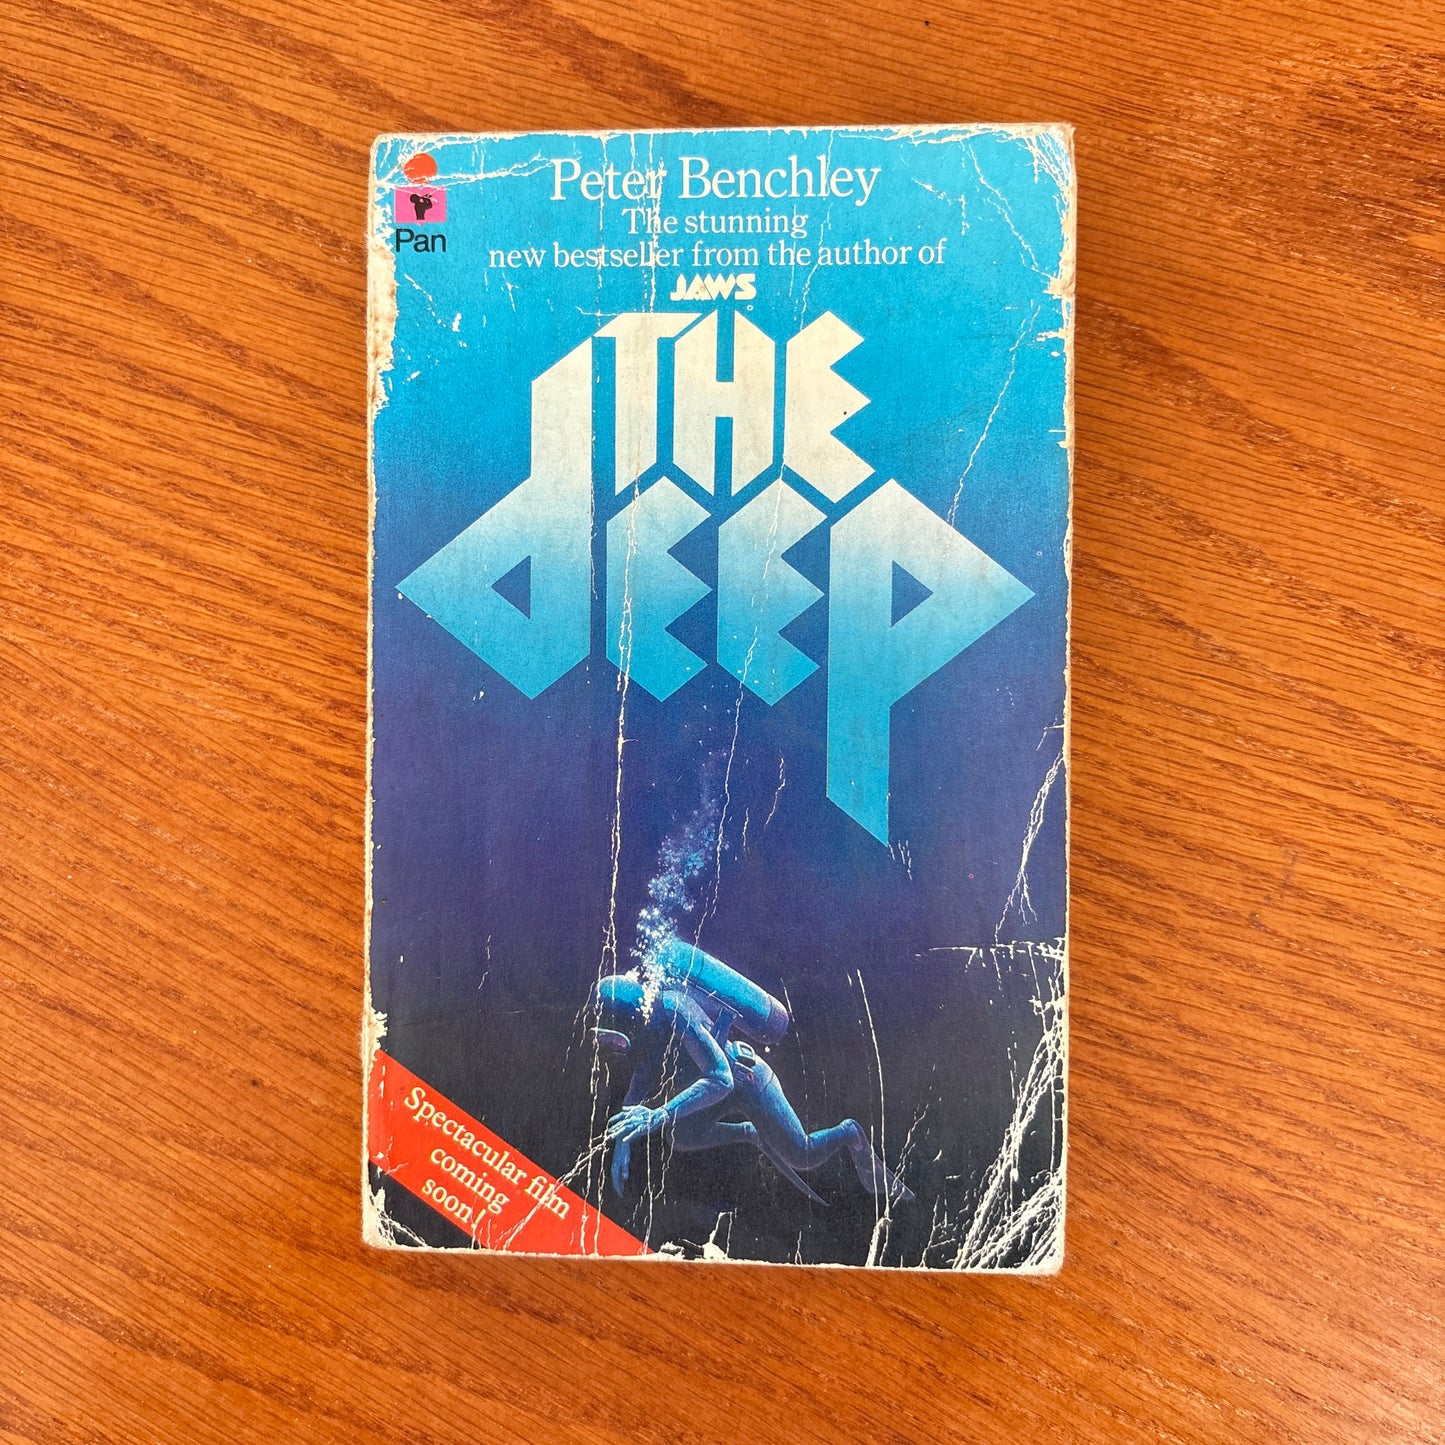 Peter Benchley
The stunning
new bestseller from the author of
JAWS
Pan
THE
DEEP
Spectacular film
coming
soon!